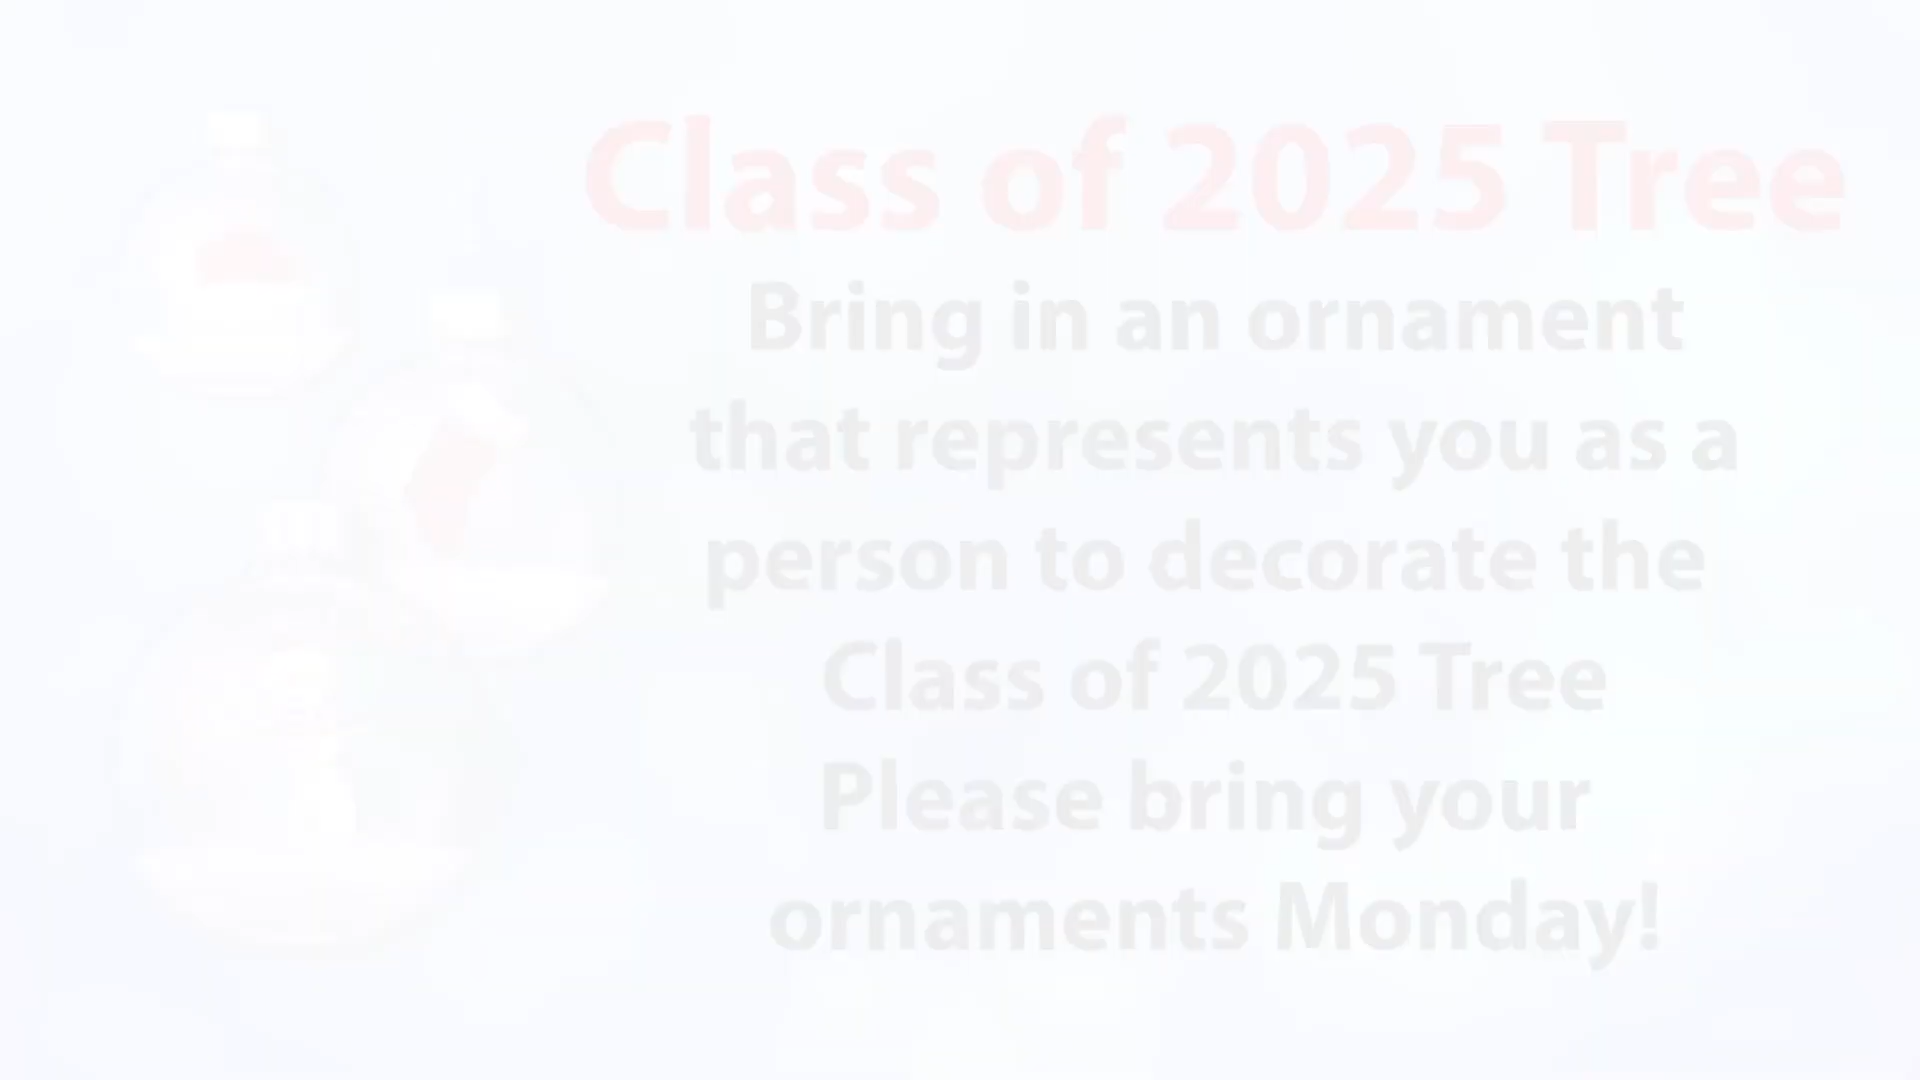 Class of 2025 Tree
Bring in an ornament
that represents you as a
person to decorate the
Class of 2025 Tree
Please bring your
ornaments Monday!